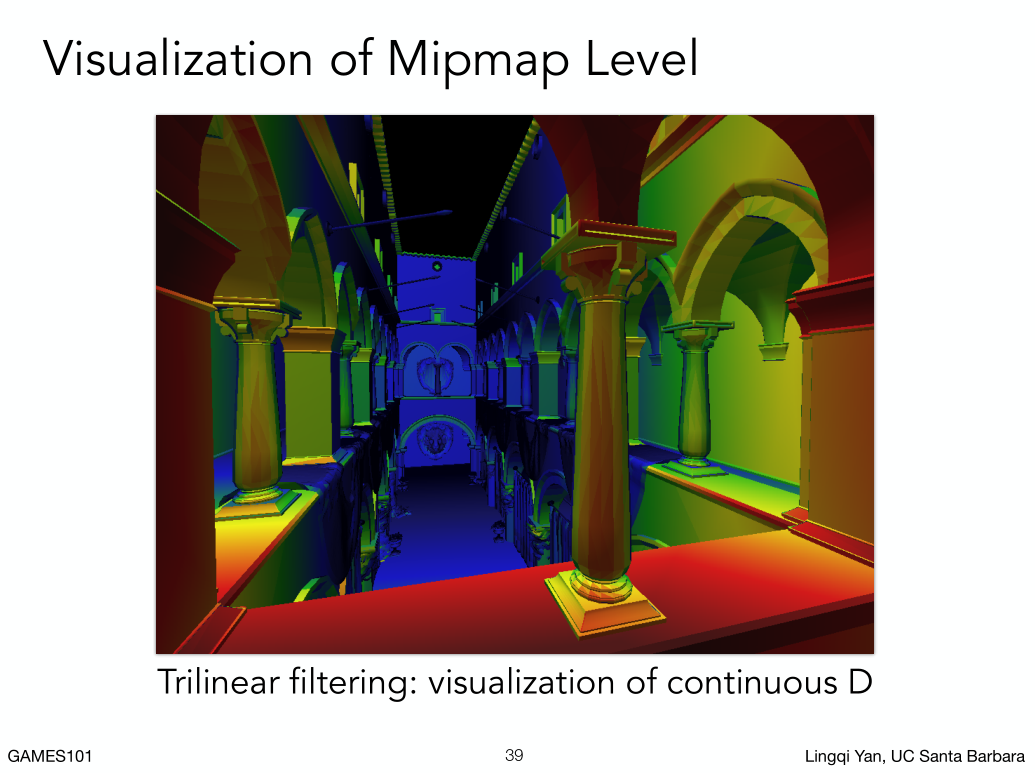 Visualization of Mipmap Level
Trilinear filtering: visualization of continuous D
GAMES101
39
Lingqi Yan, UC Santa Barbara